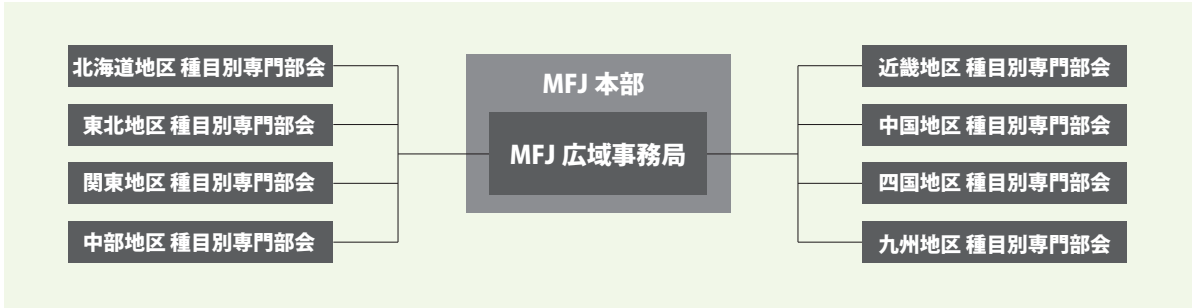 北海道地区 種目別専門部会
東北地区 種目別専門部会
関東地区 種目別専門部会
中部地区 種目別専門部会
MFJ 本部
MFJ 広域事務局
近畿地区 種目別専門部会
中国地区 種目別専門部会
四国地区 種目別専門部会
九州地区 種目別専門部会